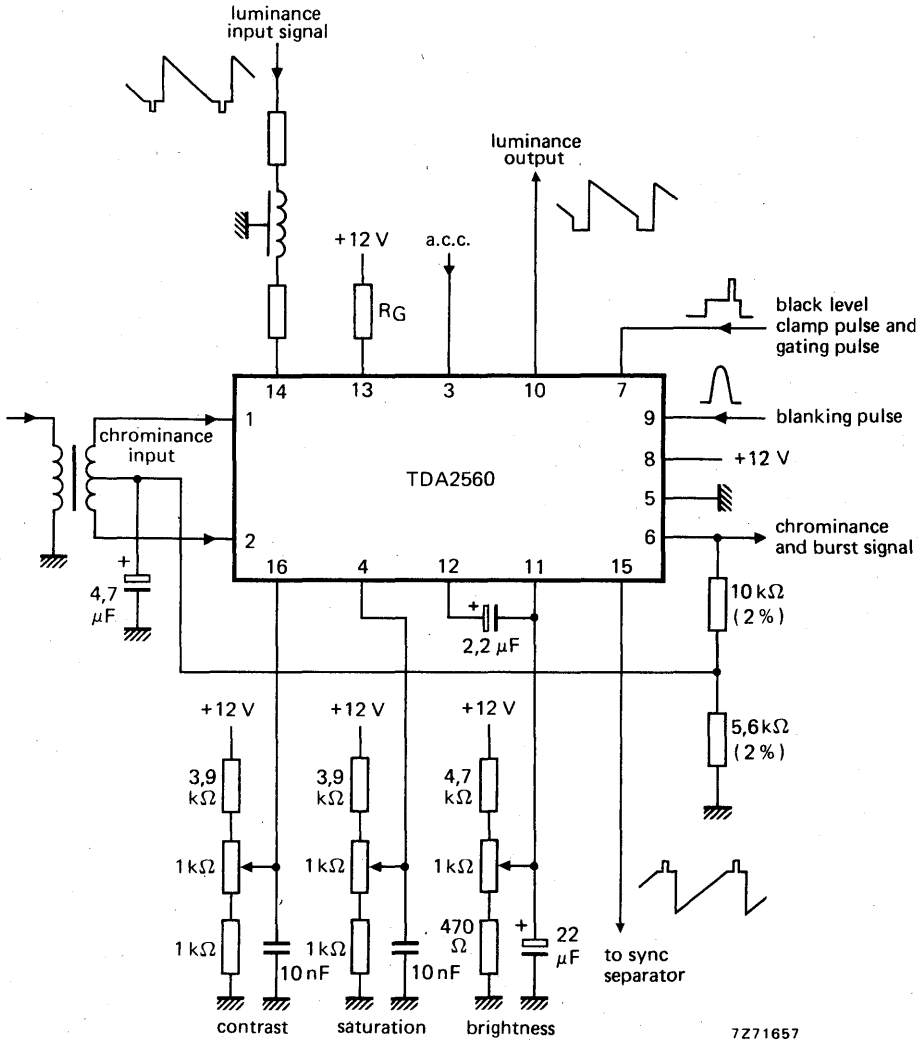 luminance
input signal
luminance
output
+12 V
a.c.c.
RG
black level
clamp pulse and
gating pulse
14
13
3
10
7
1
chrominance
input
9
blanking pulse
TDA2560
8
+12 V
5
2
6
chrominance
and burst signal
16
4
12
11
15
+
4,7
μF
+
2,2 μF
10 kΩ
(2%)
+12 V
+12 V
+12 V
5,6 kΩ
(2%)
3,9
kΩ
3,9
kΩ
4,7
kΩ
1 kΩ
1 kΩ
1 kΩ
1 kΩ
10 nF
1 kΩ
10 nF
470
Ω
+
22
μF
to sync
separator
contrast
saturation
brightness
7Z71657